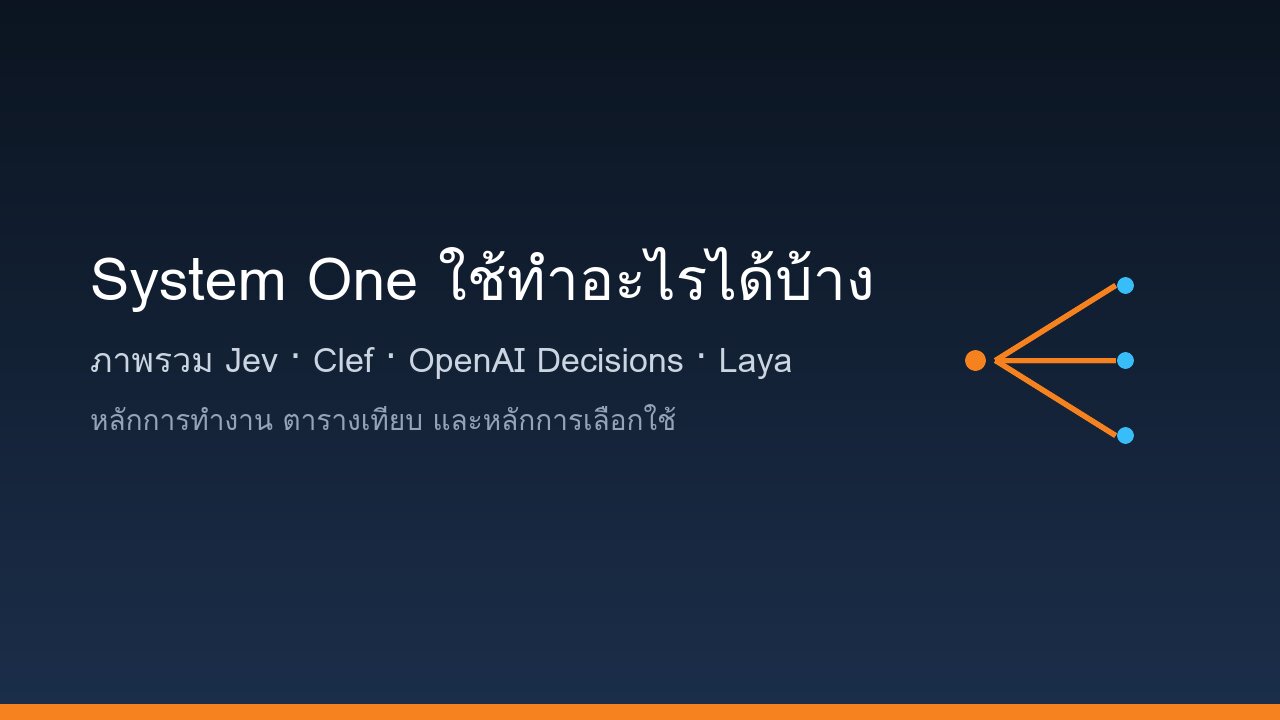 System One ใช้ทำอะไรได้บ้าง
ภาพรวม Jev · Clef · OpenAI Decisions · Laya
หลักการทำงาน ตารางเทียบ และหลักการเลือกใช้